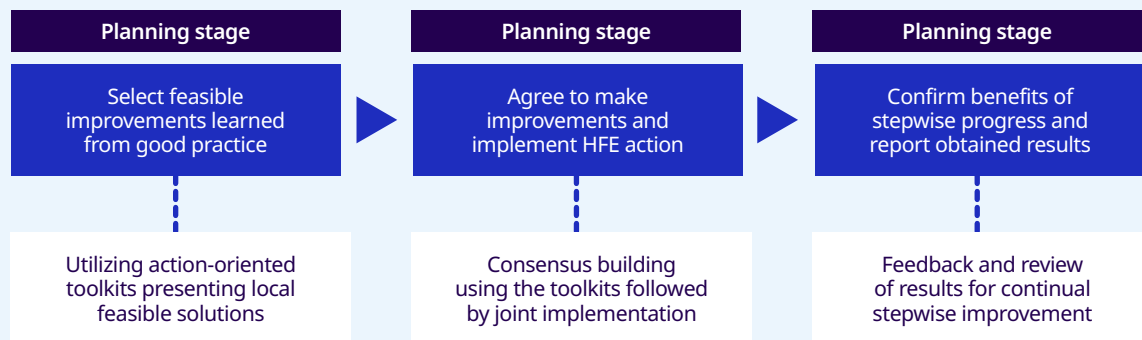 Planning stage
Select feasible
improvements learned
from good practice
Utilizing action-oriented
toolkits presenting local
feasible solutions
Planning stage
Agree to make
improvements and
implement HFE action
Consensus building
using the toolkits followed
by joint implementation
Planning stage
Confirm benefits of
stepwise progress and
report obtained results
Feedback and review
of results for continual
stepwise improvement